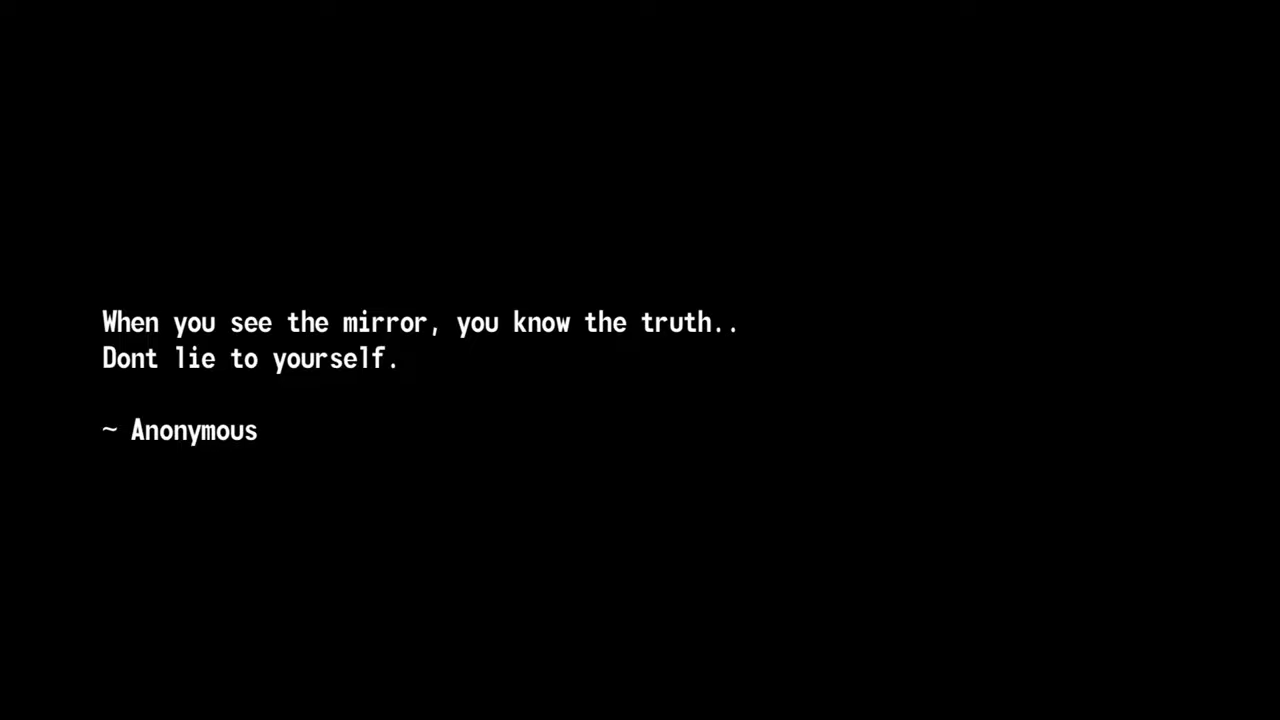 When you see the mirror, you know the truth..
Dont lie to yourself.
~ Anonymous